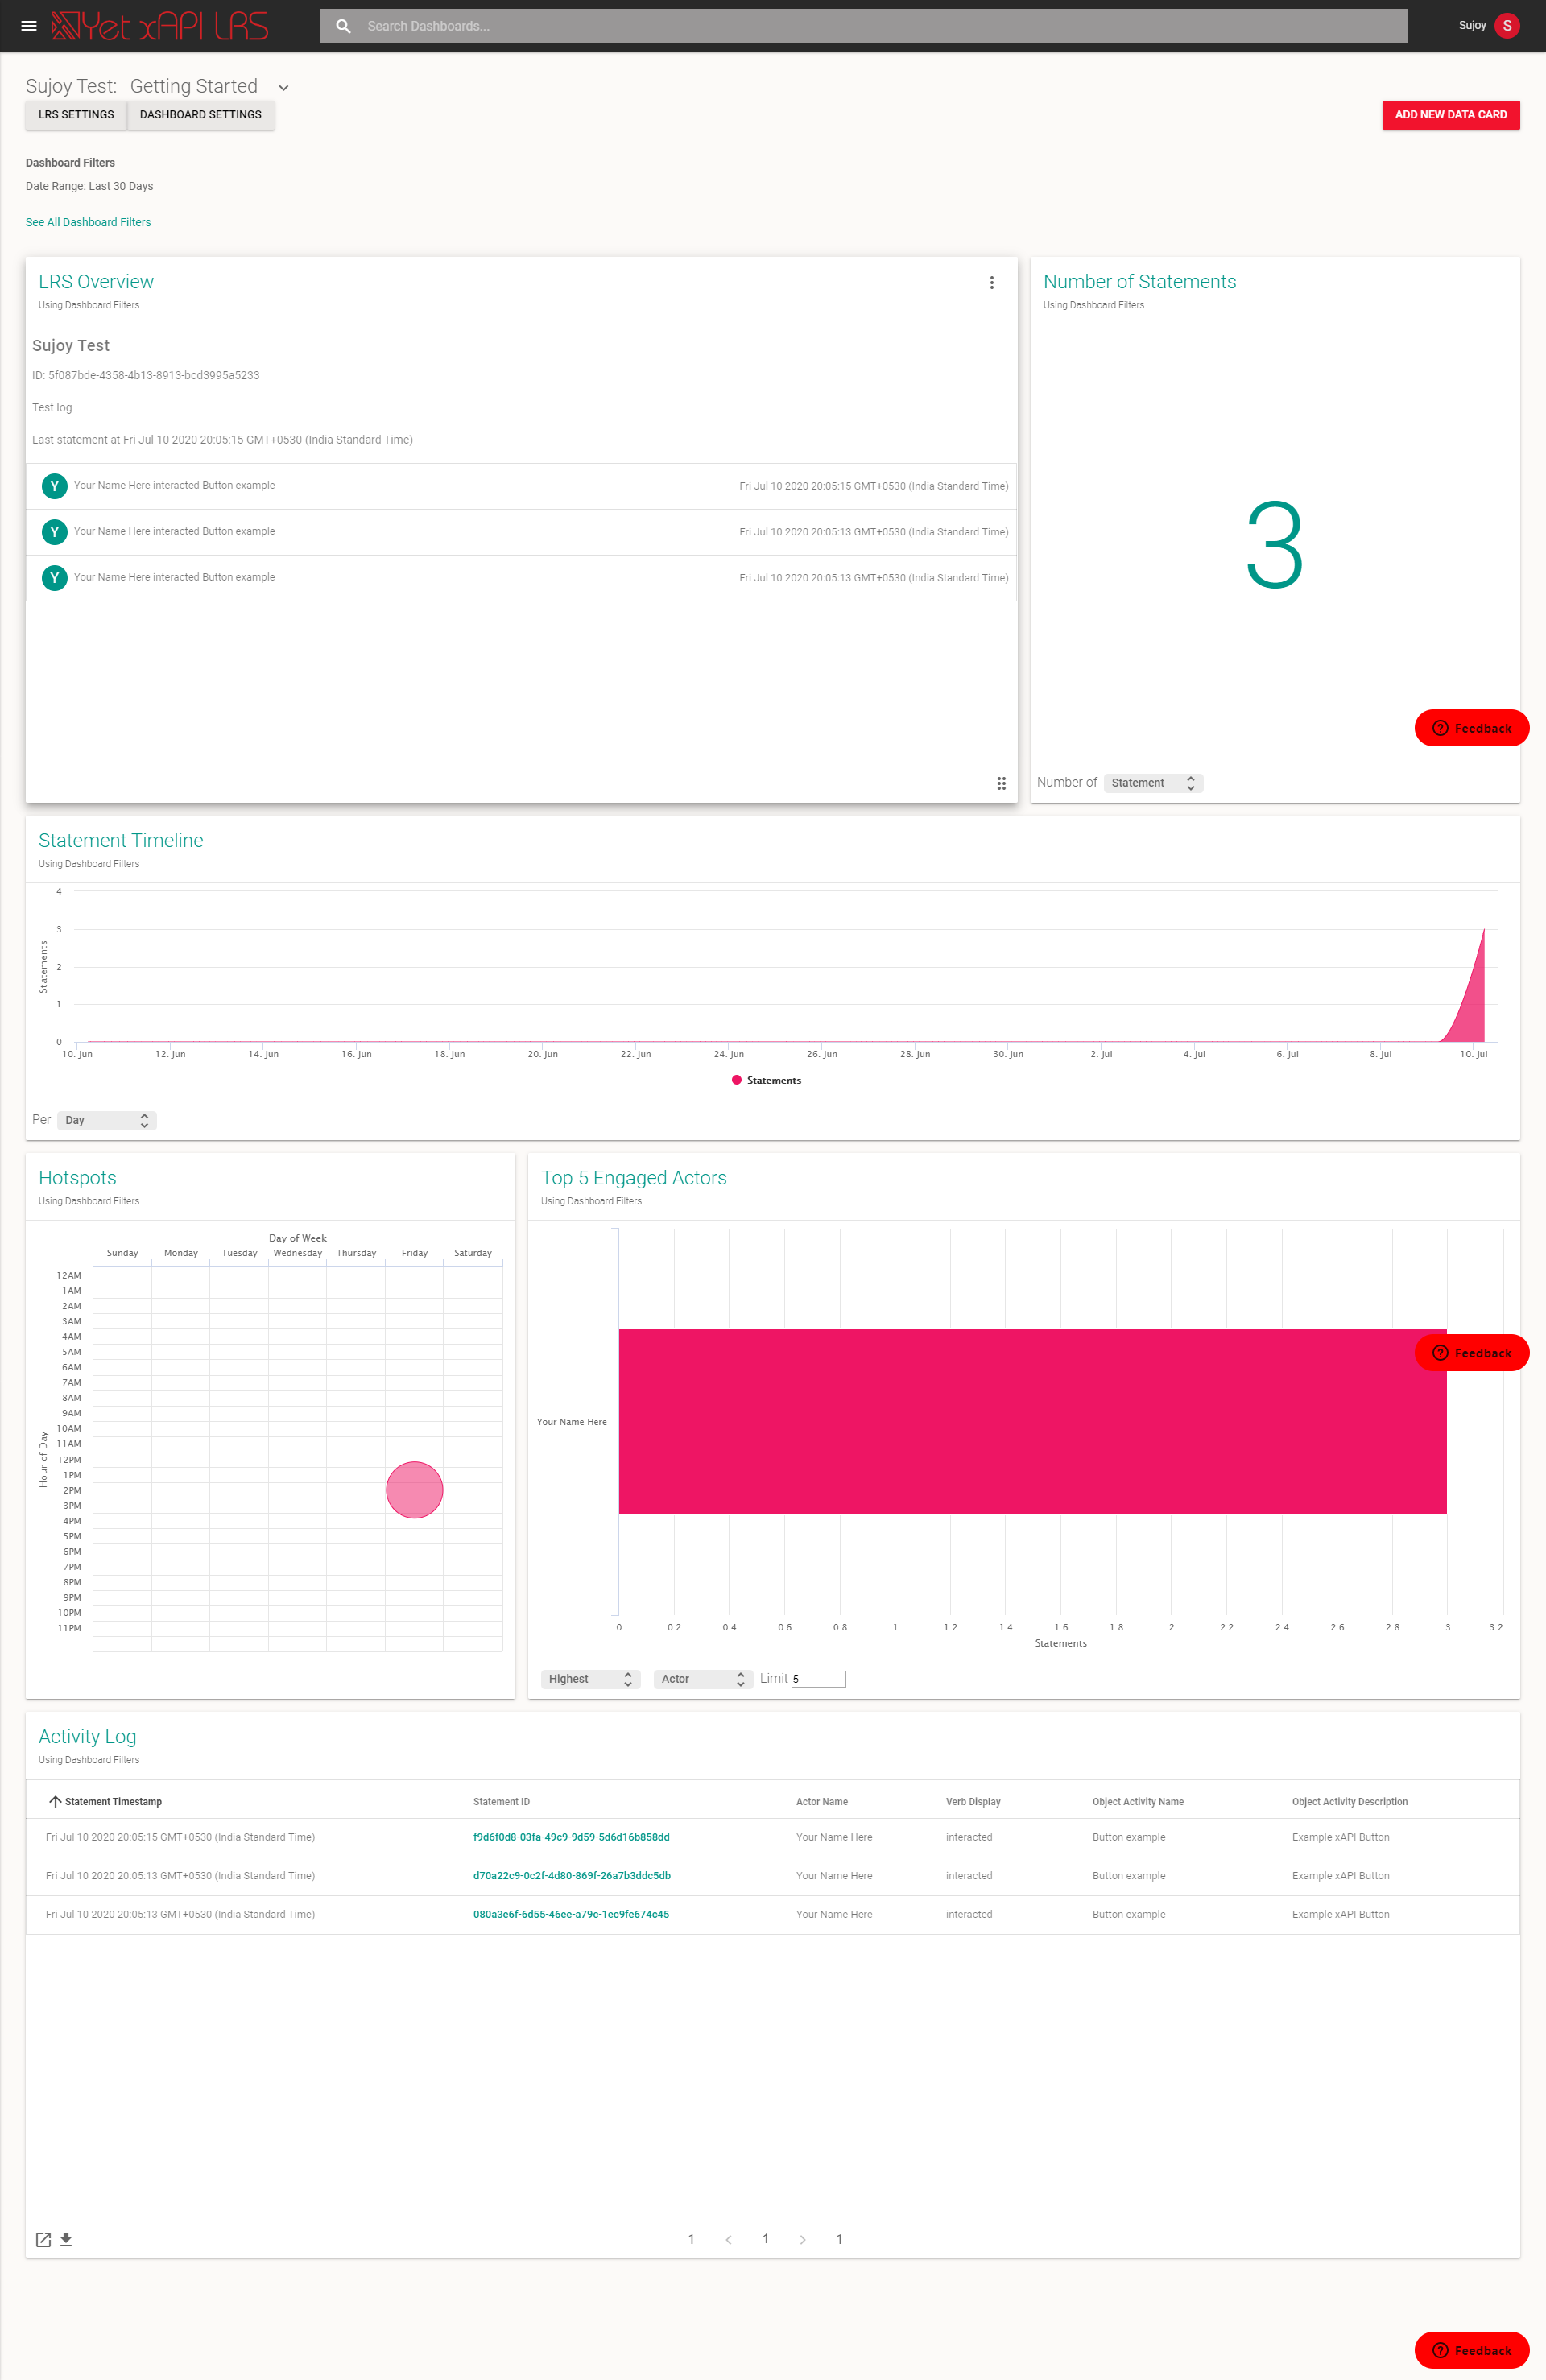 Yet xAPI LRS
Search Dashboards...
Sujoy S
Sujoy Test: Getting Started
LRS SETTINGS DASHBOARD SETTINGS
ADD NEW DATA CARD
Dashboard Filters
Date Range: Last 30 Days
See All Dashboard Filters
LRS Overview
Using Dashboard Filters
Sujoy Test
ID: 5f087bde-4358-4b13-8913-bcd3995a5233
Test log
Last statement at Fri Jul 10 2020 20:05:15 GMT+0530 (India Standard Time)
Y Your Name Here interacted Button example Fri Jul 10 2020 20:05:15 GMT+0530 (India Standard Time)
Y Your Name Here interacted Button example Fri Jul 10 2020 20:05:13 GMT+0530 (India Standard Time)
Y Your Name Here interacted Button example Fri Jul 10 2020 20:05:13 GMT+0530 (India Standard Time)
Number of Statements
Using Dashboard Filters
3
Feedback
Number of Statement
Statement Timeline
Using Dashboard Filters
Statements
4
3
2
1
0
10. Jun 12. Jun 14. Jun 16. Jun 18. Jun 20. Jun 22. Jun 24. Jun 26. Jun 28. Jun 30. Jun 2. Jul 4. Jul 6. Jul 8. Jul 10. Jul
Statements
Per Day
Hotspots
Using Dashboard Filters
Day of Week
Sunday Monday Tuesday Wednesday Thursday Friday Saturday
Hour of Day
12AM
1AM
2AM
3AM
4AM
5AM
6AM
7AM
8AM
9AM
10AM
11AM
12PM
1PM
2PM
3PM
4PM
5PM
6PM
7PM
8PM
9PM
10PM
11PM
Top 5 Engaged Actors
Using Dashboard Filters
Feedback
Your Name Here
0 0.2 0.4 0.6 0.8 1 1.2 1.4 1.6 1.8 2 2.2 2.4 2.6 2.8 3 3.2
Statements
Highest Actor Limit 5
Activity Log
Using Dashboard Filters
Statement Timestamp Statement ID Actor Name Verb Display Object Activity Name Object Activity Description
Fri Jul 10 2020 20:05:15 GMT+0530 (India Standard Time) f9d6f0d8-03fa-49c9-9d59-5d6d16b858dd Your Name Here interacted Button example Example xAPI Button
Fri Jul 10 2020 20:05:13 GMT+0530 (India Standard Time) d70a22c9-0c2f-4d80-869f-26a7b3ddc5db Your Name Here interacted Button example Example xAPI Button
Fri Jul 10 2020 20:05:13 GMT+0530 (India Standard Time) 080a3e6f-6d55-46ee-a79c-1ec9fe674c45 Your Name Here interacted Button example Example xAPI Button
1 1 1
Feedback